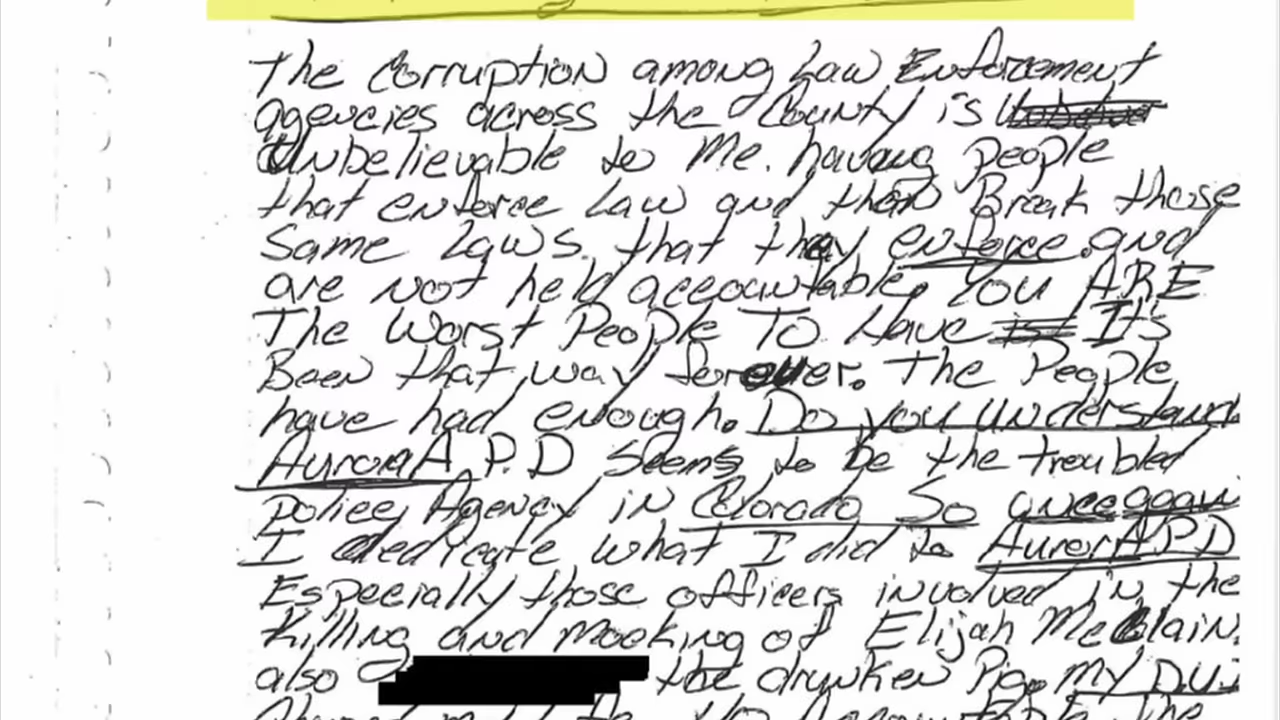 The Corruption among Law Enforcement
agencies across the County is
Unbelievable to Me. having people
that enforce Law and then Break those
Same Laws. that they enforce. and
are not held accountable. You ARE
The Worst People To Have It's
Been that way forever. The People
have had enough. Do you understand
AurorA P.D Seems to be the troubled
police Agency in Colorado So once again
I dedicate what I did to AurorA P.D
Especially those officers involved in the
Killing and mocking of Elijah McClain.
also the drunken Pig. My D.U.I